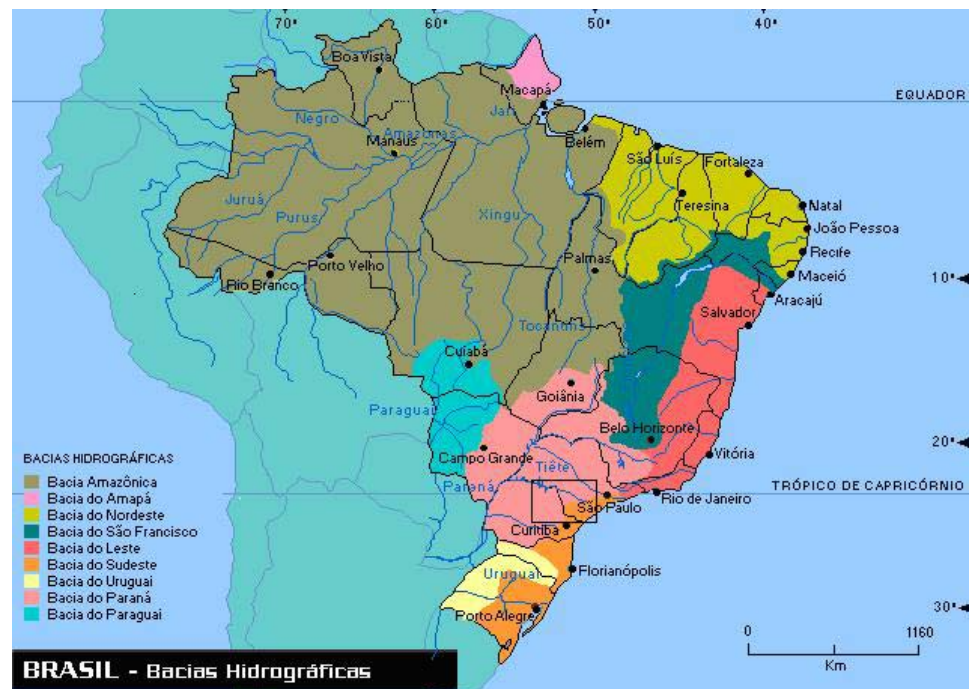 70°
60°
50°
40°
Boa Vista
Macapá
EQUADOR
Negro
Jari
Amazonas
Manaus
Belém
São Luís
Fortaleza
Juruá
Purus
Xingu
Teresina
Natal
João Pessoa
Recife
Porto Velho
Palmas
Rio Branco
Maceió
10°
Aracajú
Salvador
Tocantins
Cuiabá
Goiânia
Paraguai
Belo Horizonte
20°
Campo Grande
Vitória
Tiête
BACIAS HIDROGRÁFICAS
Bacia Amazônica
Bacia do Amapá
Bacia do Nordeste
Bacia do São Francisco
Bacia do Leste
Bacia do Sudeste
Bacia do Uruguai
Bacia do Paraná
Bacia do Paraguai
Paraná
TRÓPICO DE CAPRICÓRNIO
São Paulo
Rio de Janeiro
Curitiba
Uruguai
Florianópolis
Porto Alegre
30°
0 1160
Km
BRASIL - Bacias Hidrográficas